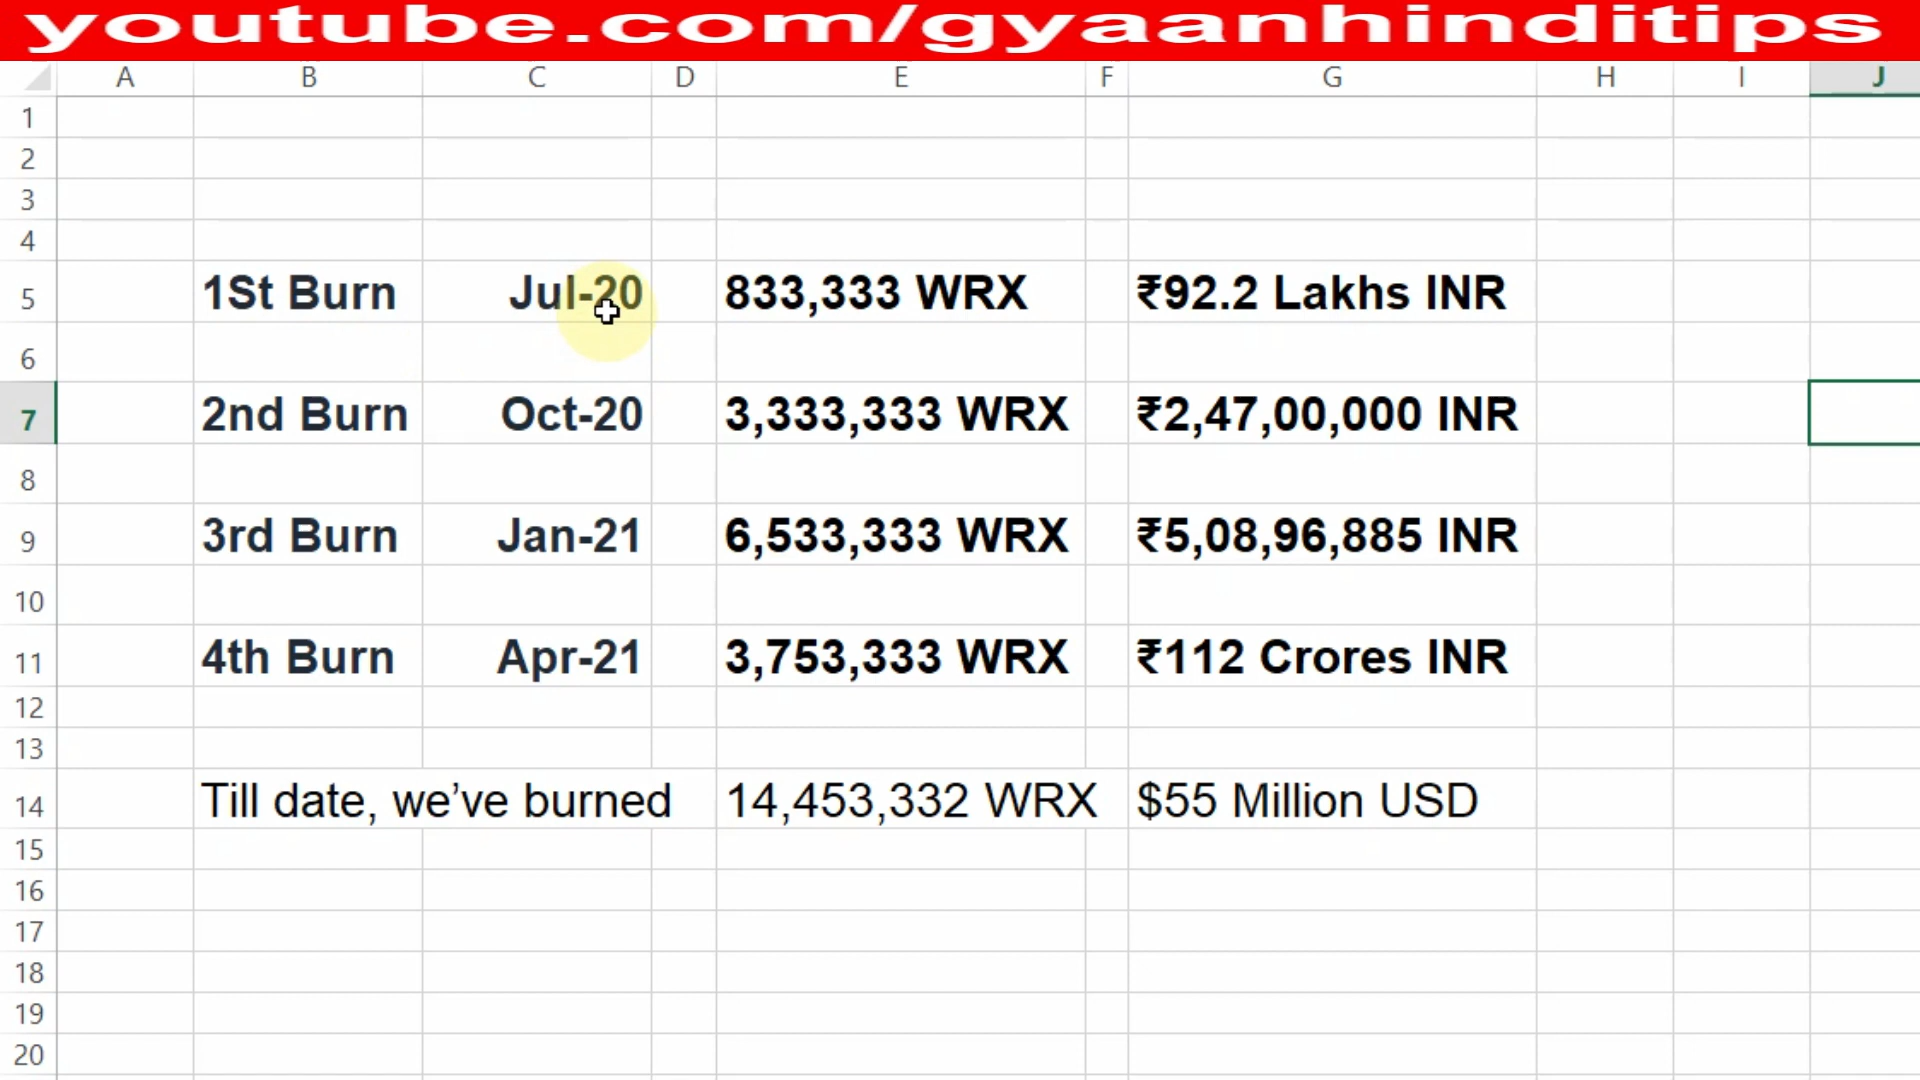 youtube.com/gyaanhinditips
A B C D E F G H I J
1
2
3
4
5 1St Burn Jul-20 833,333 WRX ₹92.2 Lakhs INR
6
7 2nd Burn Oct-20 3,333,333 WRX ₹2,47,00,000 INR
8
9 3rd Burn Jan-21 6,533,333 WRX ₹5,08,96,885 INR
10
11 4th Burn Apr-21 3,753,333 WRX ₹112 Crores INR
12
13
14 Till date, we’ve burned 14,453,332 WRX $55 Million USD
15
16
17
18
19
20